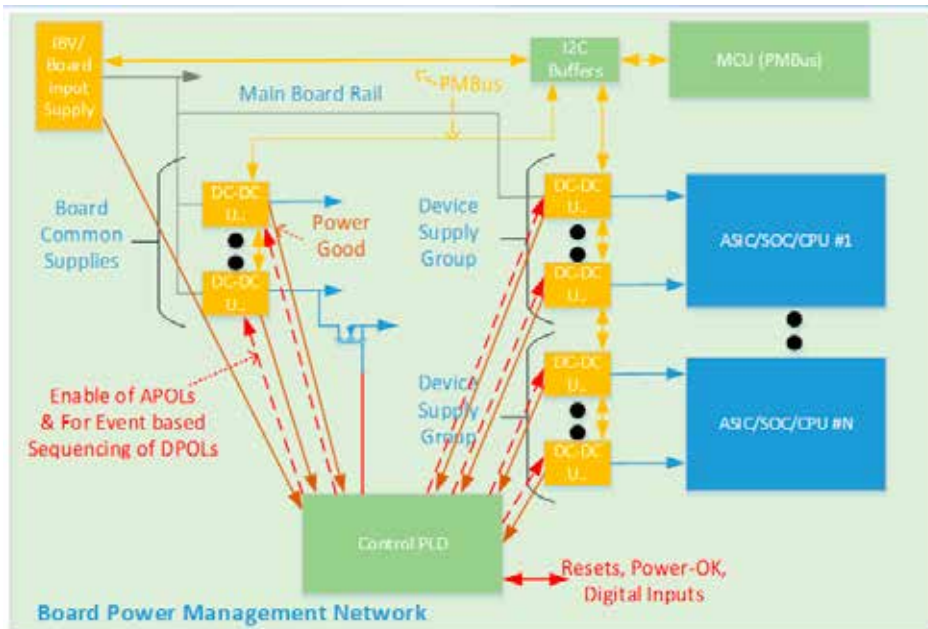 IBV/
Board
Input
Supply
I2C
Buffers
MCU (PMBus)
PMBus
Main Board Rail
DC-DC
U..
DC-DC
U..
Board
Common
Supplies
Power
Good
Device
Supply
Group
ASIC/SOC/CPU #1
DC-DC
U..
DC-DC
U..
DC-DC
U..
Enable of APOLs
& For Event based
Sequencing of DPOLs
Device
Supply
Group
ASIC/SOC/CPU #N
DC-DC
U..
Control PLD
Resets, Power-OK,
Digital Inputs
Board Power Management Network